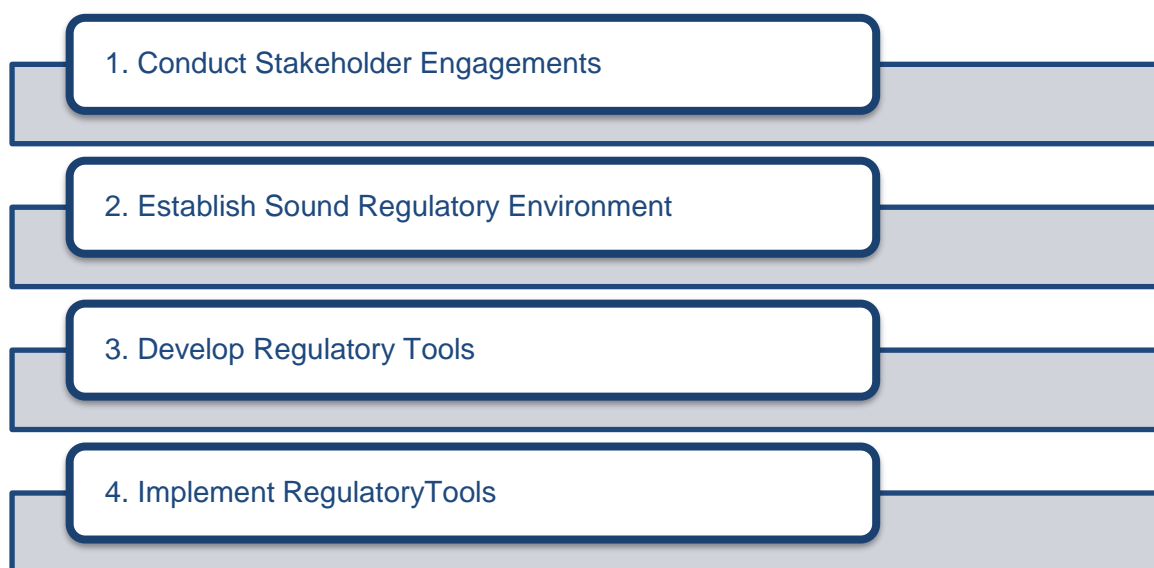 1. Conduct Stakeholder Engagements
2. Establish Sound Regulatory Environment
3. Develop Regulatory Tools
4. Implement RegulatoryTools